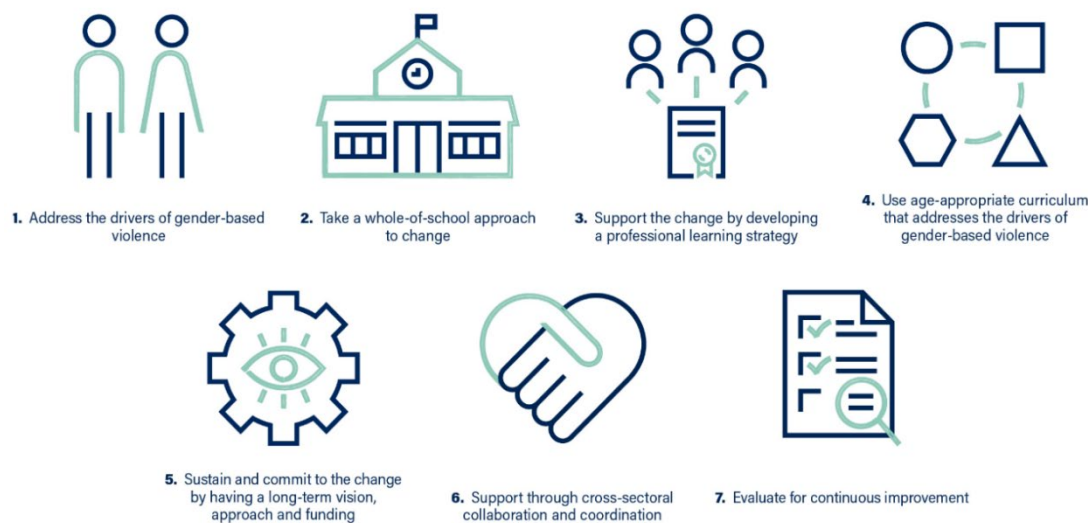 1. Address the drivers of gender-based
violence
2. Take a whole-of-school approach
to change
3. Support the change by developing
a professional learning strategy
4. Use age-appropriate curriculum
that addresses the drivers of
gender-based violence
5. Sustain and commit to the change
by having a long-term vision,
approach and funding
6. Support through cross-sectoral
collaboration and coordination
7. Evaluate for continuous improvement